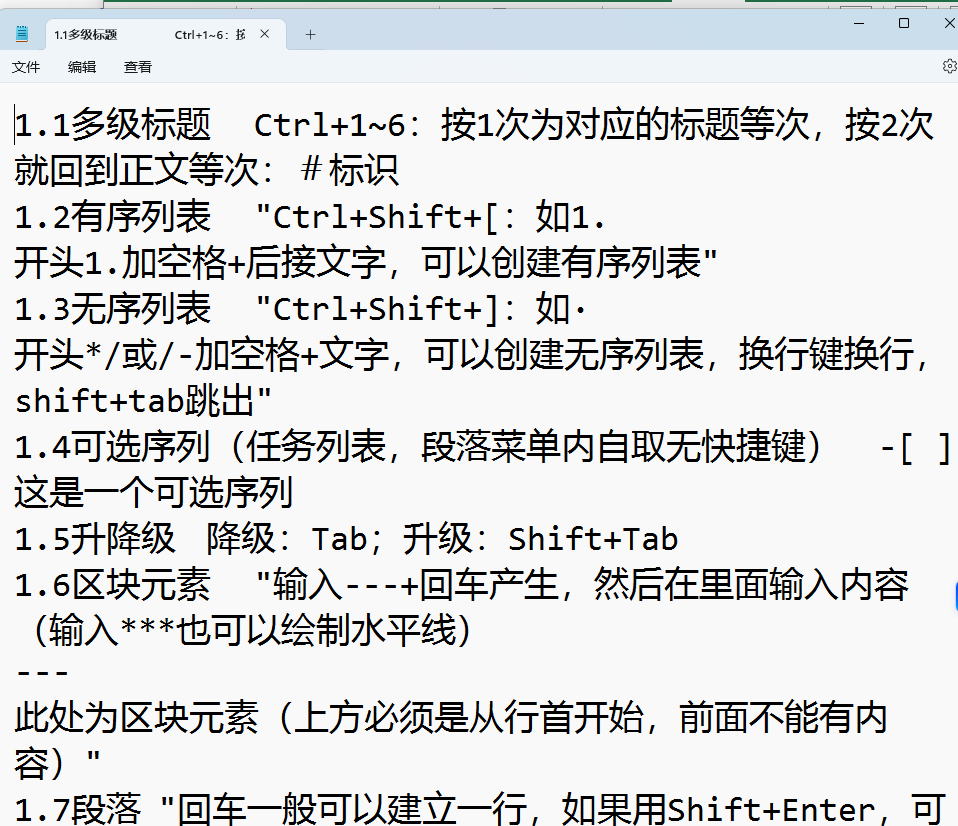 1.1多级标题 Ctrl+1~6: 按
文件 编辑 查看
1.1多级标题 Ctrl+1~6：按1次为对应的标题等次，按2次
就回到正文等次：＃标识
1.2有序列表 "Ctrl+Shift+[：如1.
开头1.加空格+后接文字，可以创建有序列表"
1.3无序列表 "Ctrl+Shift+]：如·
开头*/或/-加空格+文字，可以创建无序列表，换行键换行，
shift+tab跳出"
1.4可选序列（任务列表，段落菜单内自取无快捷键） -[ ]
这是一个可选序列
1.5升降级 降级：Tab；升级：Shift+Tab
1.6区块元素 "输入---+回车产生，然后在里面输入内容
（输入***也可以绘制水平线）
---
此处为区块元素（上方必须是从行首开始，前面不能有内
容）"
1.7段落 "回车一般可以建立一行，如果用Shift+Enter，可